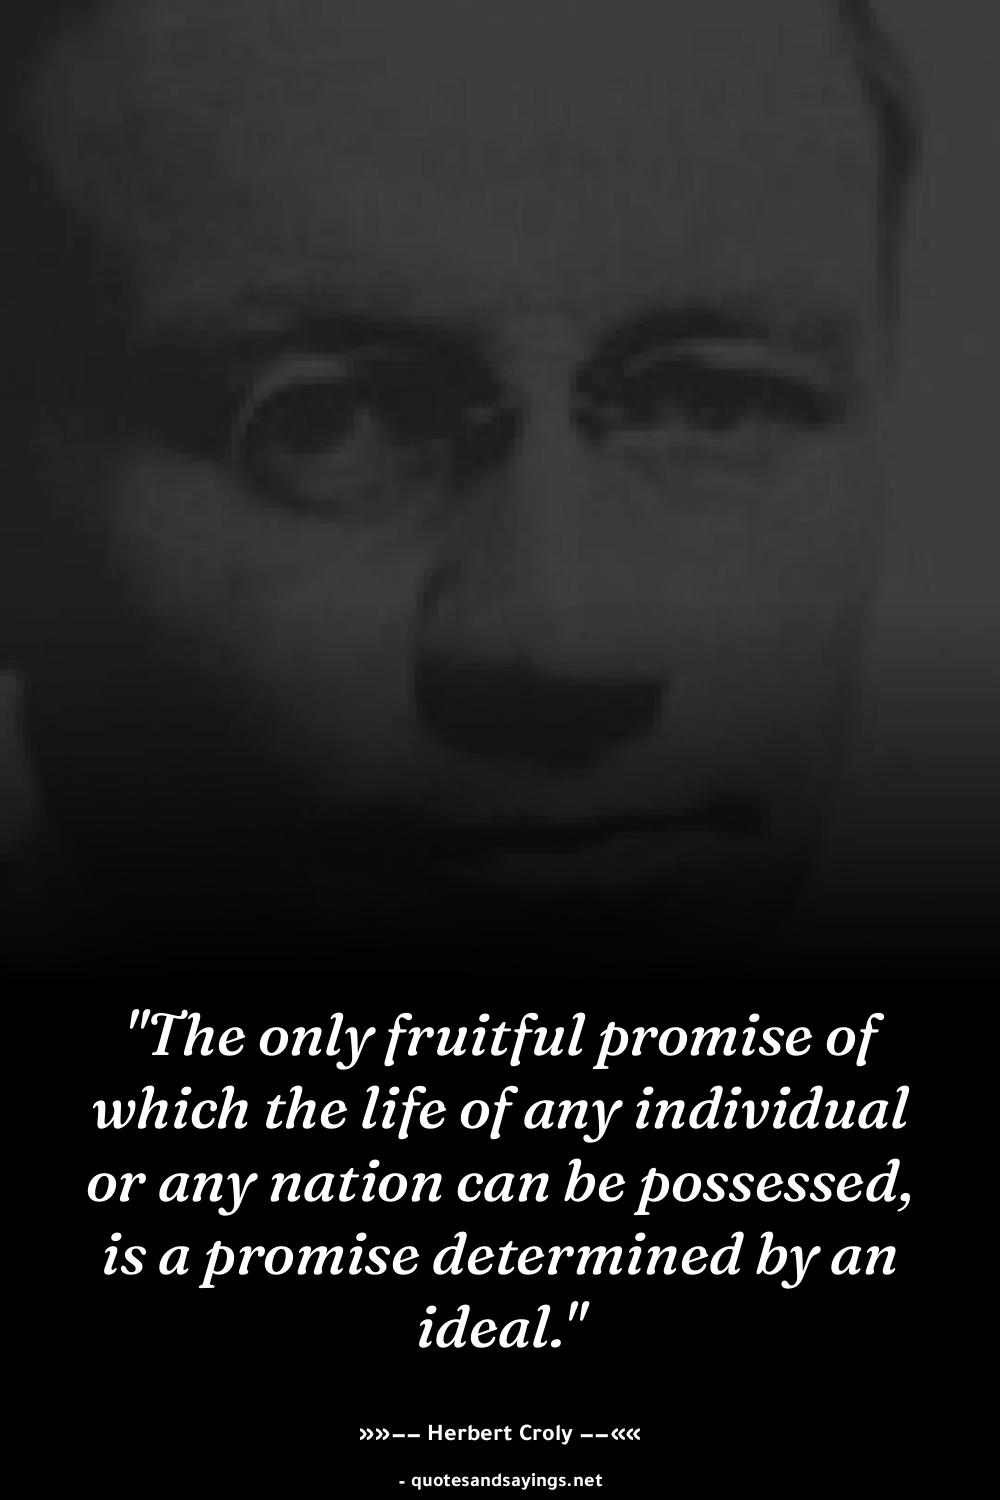 "The only fruitful promise of
which the life of any individual
or any nation can be possessed,
is a promise determined by an
ideal."
»»–– Herbert Croly ––««
- quotesandsayings.net